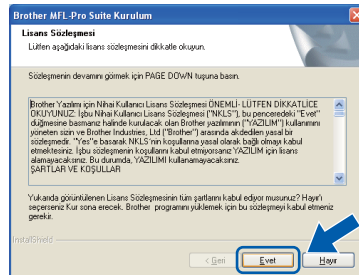 Brother MFL-Pro Suite Kurulum
Lisans Sözleşmesi
Lütfen aşağıdaki lisans sözleşmesini dikkatle okuyun.
Sözleşmenin devamını görmek için PAGE DOWN tuşuna basın.
Brother Yazılımı için Nihai Kullanıcı Lisans Sözleşmesi ÖNEMLİ- LÜTFEN DİKKATLİCE
OKUYUNUZ: İşbu Nihai Kullanıcı Lisans Sözleşmesi ("NKLS"), bu penceredeki "Evet"
düğmesine basmanız halinde kurulacak olan Brother yazılımının ("YAZILIM") kullanımını
yöneten sizin ve Brother Industries, Ltd ("Brother") arasında akdedilen yasal bir
sözleşmedir. "Yes"e basarak NKLS'nin koşullarına yasal olarak bağlı olmayı kabul
etmektesiniz. İşbu sözleşmenin koşullarını kabul etmiyorsanız YAZILIM için lisans
alamayacaksınız. Bu durumda, YAZILIMI kullanamayacaksınız.
ŞARTLAR VE KOŞULLAR
Yukarıda görüntülenen Lisans Sözleşmesinin tüm şartlarını kabul ediyor musunuz? Hayır'ı
seçerseniz Kur sona erecek. Brother programını yüklemek için bu sözleşmeyi kabul etmeniz
gerekir.
InstallShield
< Geri Evet Hayır